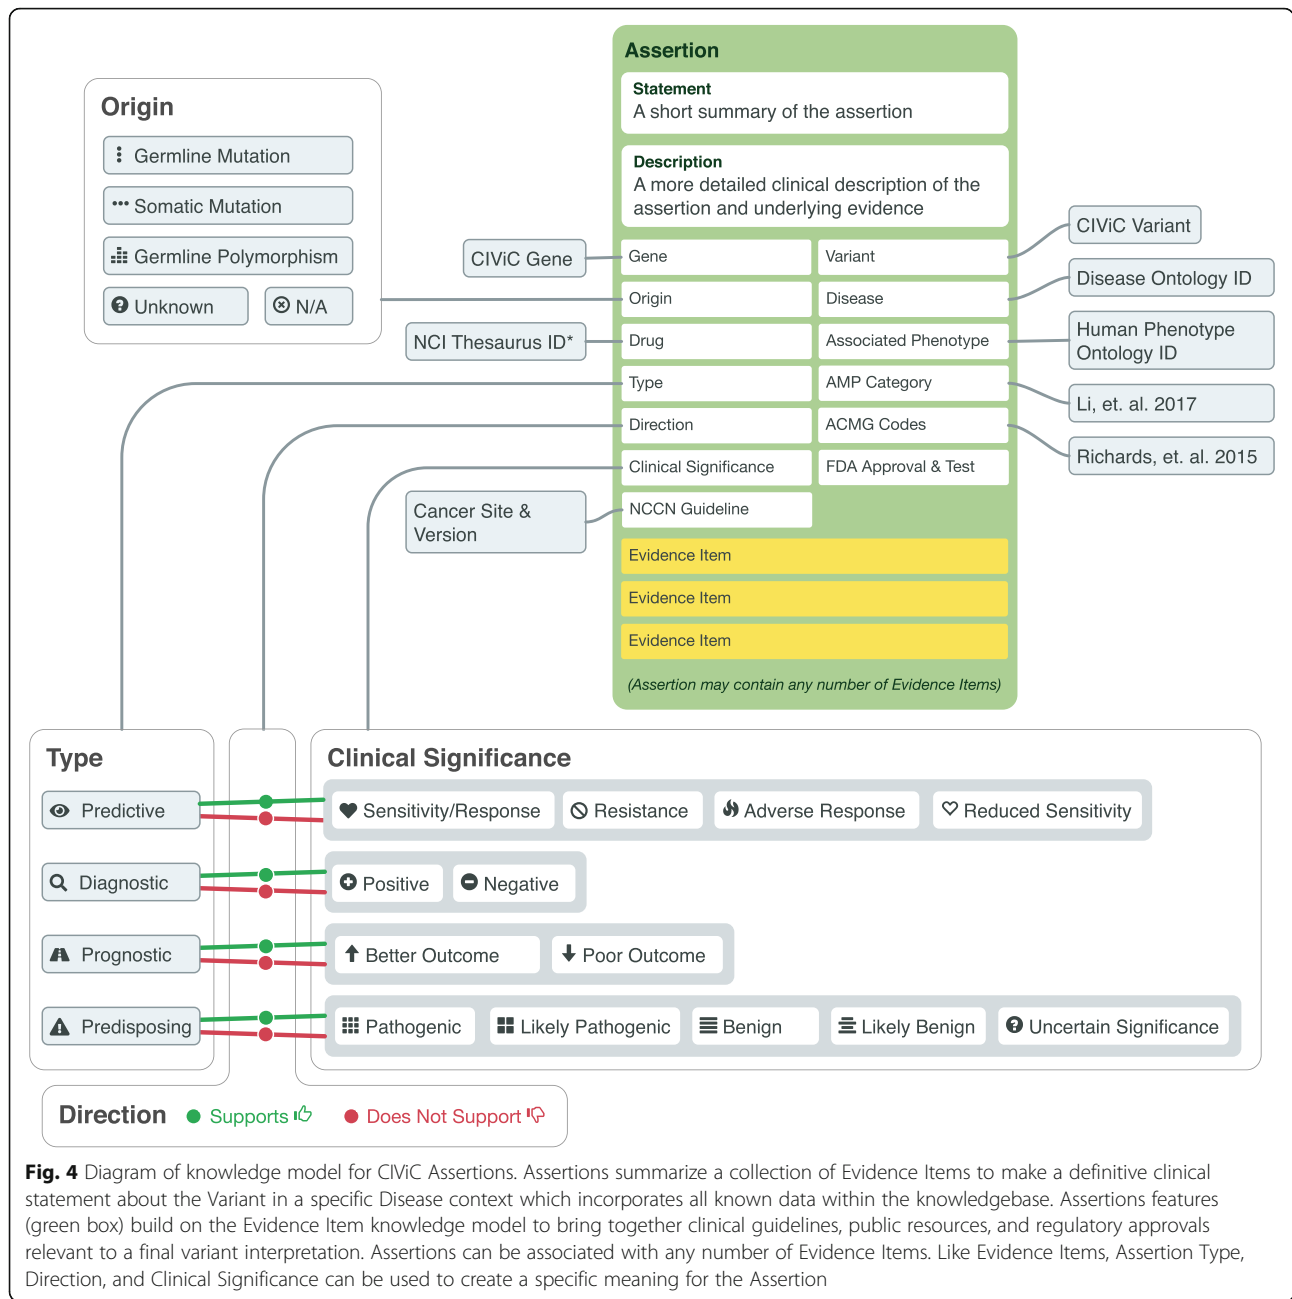 Origin
Germline Mutation
Somatic Mutation
Germline Polymorphism
Unknown
N/A
Assertion
Statement
A short summary of the assertion
Description
A more detailed clinical description of the
assertion and underlying evidence
Gene
Variant
Origin
Disease
Drug
Associated Phenotype
Type
AMP Category
Direction
ACMG Codes
Clinical Significance
FDA Approval & Test
NCCN Guideline
Evidence Item
Evidence Item
Evidence Item
(Assertion may contain any number of Evidence Items)
CIViC Gene
NCI Thesaurus ID*
Cancer Site &
Version
CIViC Variant
Disease Ontology ID
Human Phenotype
Ontology ID
Li, et. al. 2017
Richards, et. al. 2015
Type
Clinical Significance
Predictive
Sensitivity/Response
Resistance
Adverse Response
Reduced Sensitivity
Diagnostic
Positive
Negative
Prognostic
Better Outcome
Poor Outcome
Predisposing
Pathogenic
Likely Pathogenic
Benign
Likely Benign
Uncertain Significance
Direction
Supports
Does Not Support
Fig. 4 Diagram of knowledge model for CIViC Assertions. Assertions summarize a collection of Evidence Items to make a definitive clinical
statement about the Variant in a specific Disease context which incorporates all known data within the knowledgebase. Assertions features
(green box) build on the Evidence Item knowledge model to bring together clinical guidelines, public resources, and regulatory approvals
relevant to a final variant interpretation. Assertions can be associated with any number of Evidence Items. Like Evidence Items, Assertion Type,
Direction, and Clinical Significance can be used to create a specific meaning for the Assertion